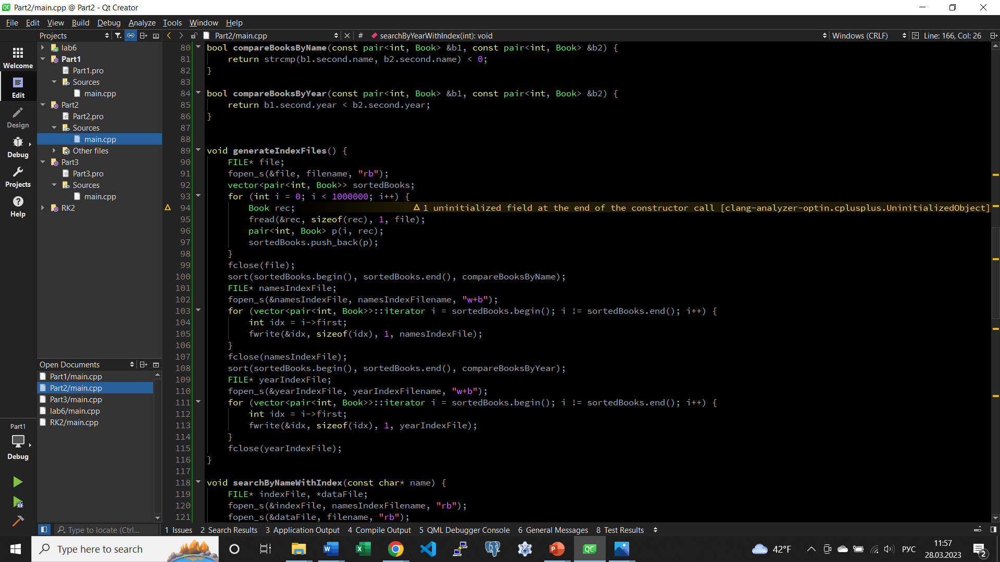 Part2/main.cpp @ Part2 - Qt Creator
File Edit View Build Debug Analyze Tools Window Help
Projects
Part2/main.cpp
#
searchByYearWithIndex(int): void
Windows (CRLF)
Line: 166, Col: 26
Welcome
Edit
Design
Debug
Projects
Help
lab6
Part1
Part1.pro
Sources
main.cpp
Part2
Part2.pro
Sources
main.cpp
Other files
Part3
Part3.pro
Sources
main.cpp
RK2
80 bool compareBooksByName(const pair<int, Book> &b1, const pair<int, Book> &b2) {
81 return strcmp(b1.second.name, b2.second.name) < 0;
82 }
83
84 bool compareBooksByYear(const pair<int, Book> &b1, const pair<int, Book> &b2) {
85 return b1.second.year < b2.second.year;
86 }
87
88
89 void generateIndexFiles() {
90 FILE* file;
91 fopen_s(&file, filename, "rb");
92 vector<pair<int, Book>> sortedBooks;
93 for (int i = 0; i < 1000000; i++) {
94 Book rec; 1 uninitialized field at the end of the constructor call [clang-analyzer-optin.cplusplus.UninitializedObject]
95 fread(&rec, sizeof(rec), 1, file);
96 pair<int, Book> p(i, rec);
97 sortedBooks.push_back(p);
98 }
99 fclose(file);
100 sort(sortedBooks.begin(), sortedBooks.end(), compareBooksByName);
101 FILE* namesIndexFile;
102 fopen_s(&namesIndexFile, namesIndexFilename, "w+b");
103 for (vector<pair<int, Book>>::iterator i = sortedBooks.begin(); i != sortedBooks.end(); i++) {
104 int idx = i->first;
105 fwrite(&idx, sizeof(idx), 1, namesIndexFile);
106 }
107 fclose(namesIndexFile);
108 sort(sortedBooks.begin(), sortedBooks.end(), compareBooksByYear);
109 FILE* yearIndexFile;
110 fopen_s(&yearIndexFile, yearIndexFilename, "w+b");
111 for (vector<pair<int, Book>>::iterator i = sortedBooks.begin(); i != sortedBooks.end(); i++) {
112 int idx = i->first;
113 fwrite(&idx, sizeof(idx), 1, yearIndexFile);
114 }
115 fclose(yearIndexFile);
116 }
117
118 void searchByNameWithIndex(const char* name) {
119 FILE* indexFile, *dataFile;
120 fopen_s(&indexFile, namesIndexFilename, "rb");
121 fopen_s(&dataFile, filename, "rb");
Open Documents
Part1/main.cpp
Part2/main.cpp
Part3/main.cpp
lab6/main.cpp
RK2/main.cpp
Part1
Debug
Type to locate (Ctrl...
1 Issues 2 Search Results 3 Application Output 4 Compile Output 5 QML Debugger Console 6 General Messages 8 Test Results
Type here to search
42°F
РУС
11:57
28.03.2023
2